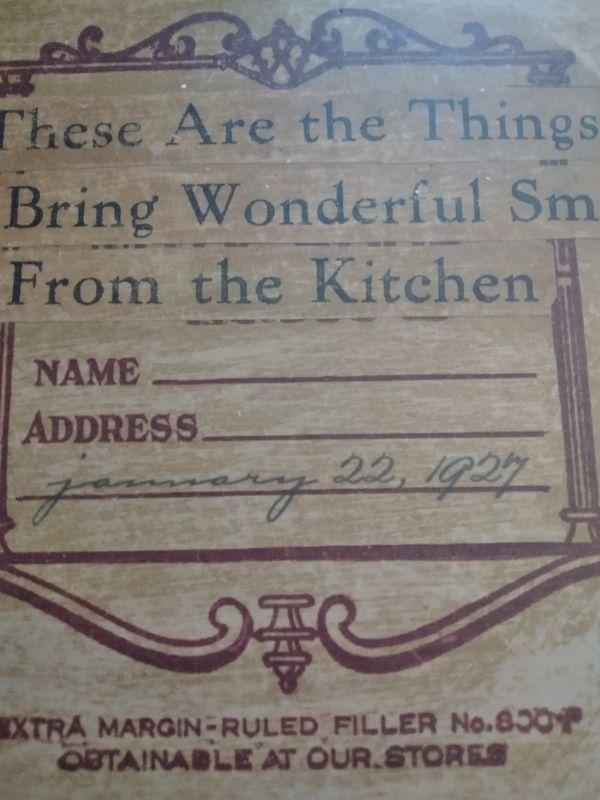 These Are the Things
Bring Wonderful Sm
From the Kitchen
NAME
ADDRESS
january 22, 1927
EXTRA MARGIN-RULED FILLER No.
OBTAINABLE AT OUR STORES